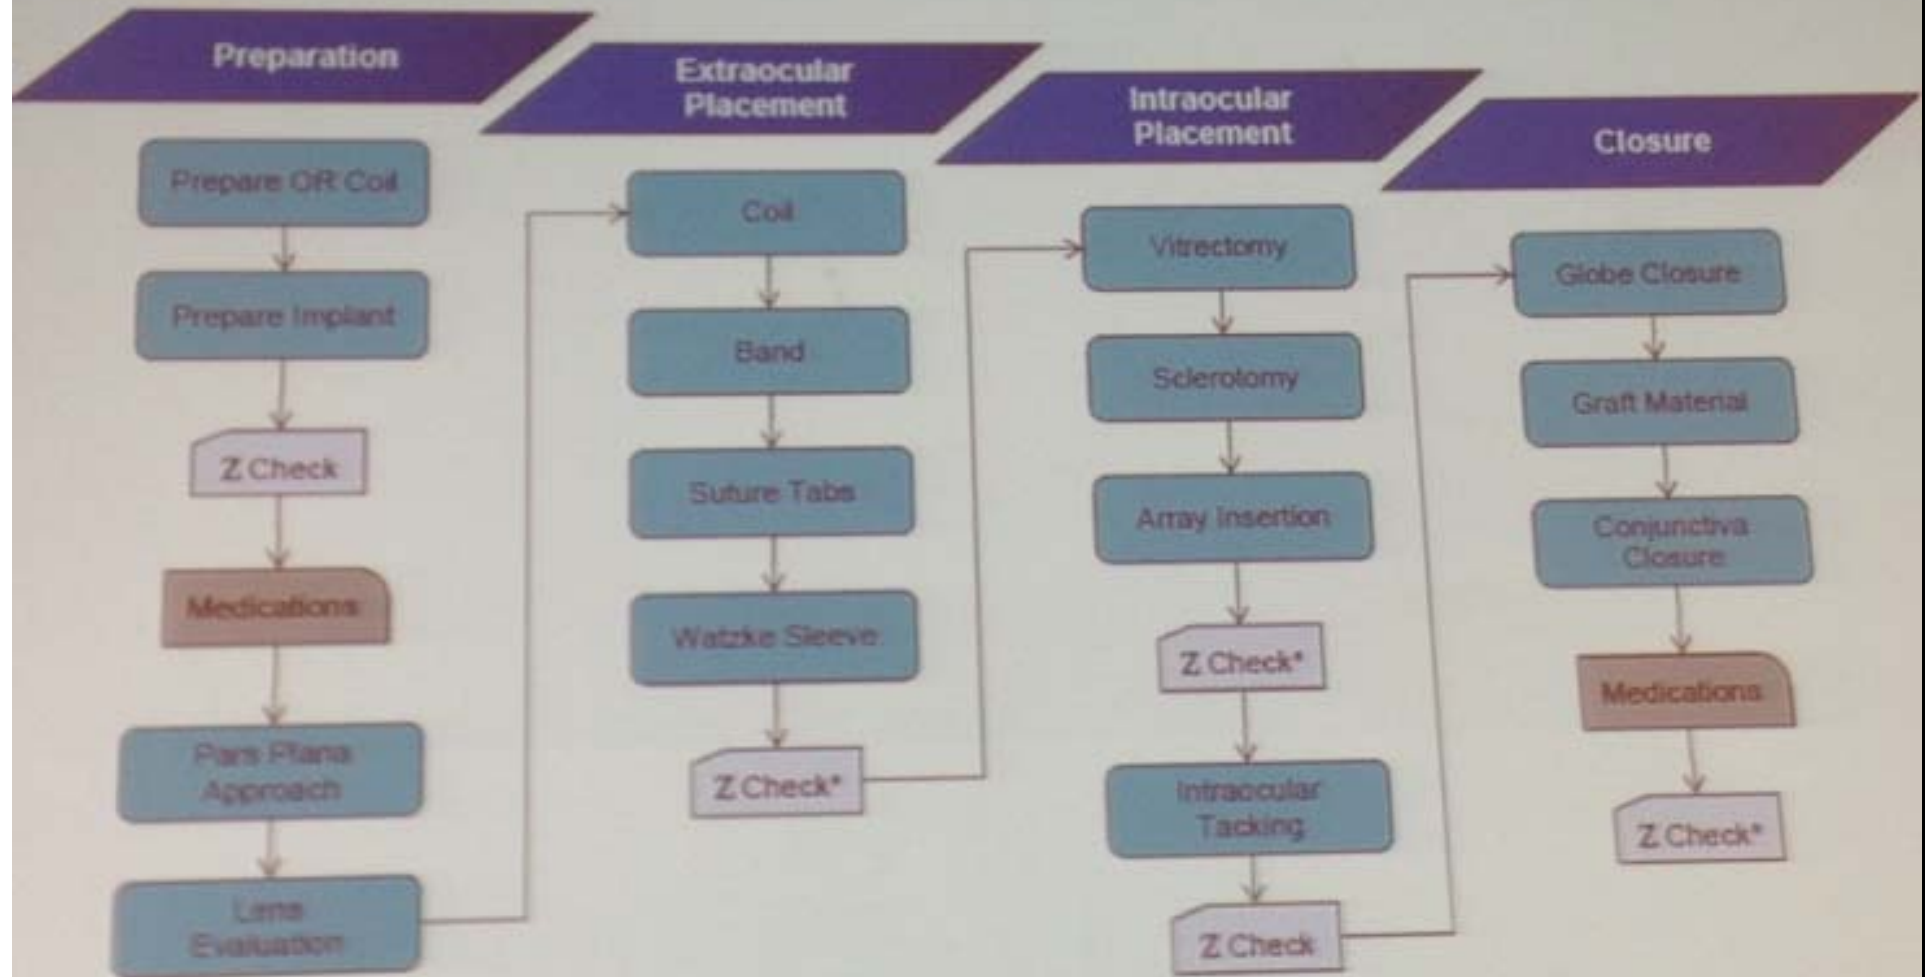 Preparation
Prepare OR Coil
Prepare Implant
Z Check
Medications
Pars Plana
Approach
Lens
Evaluation
Extraocular
Placement
Coil
Band
Suture Tabs
Watzke Sleeve
Z Check*
Intraocular
Placement
Vitrectomy
Sclerotomy
Array Insertion
Z Check*
Intraocular
Tacking
Z Check
Closure
Globe Closure
Graft Material
Conjunctiva
Closure
Medications
Z Check*